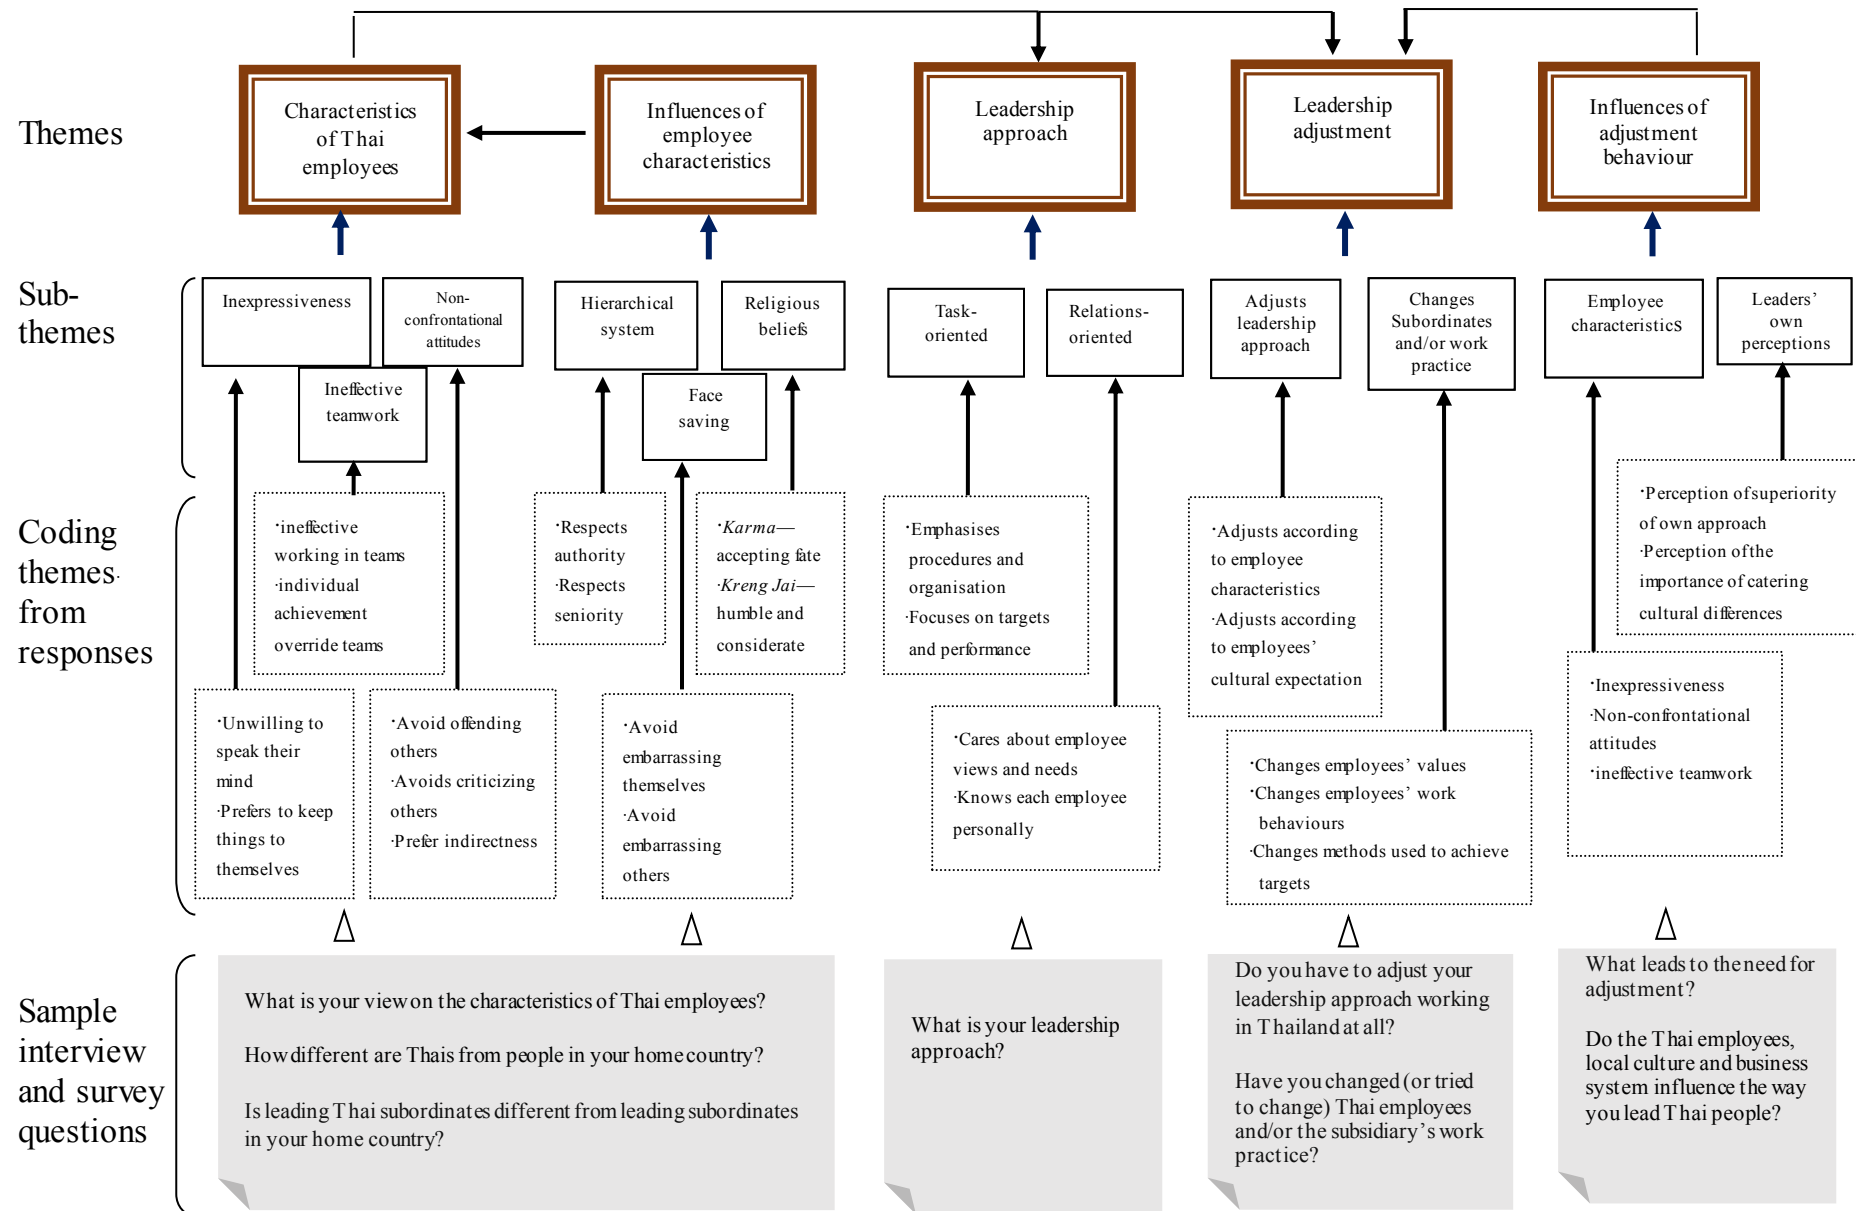 Themes
Characteristics
of Thai
employees
Influences of
employee
characteristics
Leadership
approach
Leadership
adjustment
Influences of
adjustment
behaviour
Sub-
themes
Inexpressiveness
Non-
confrontational
attitudes
Ineffective
teamwork
Hierarchical
system
Religious
beliefs
Face
saving
Task-
oriented
Relations-
oriented
Adjusts
leadership
approach
Changes
Subordinates
and/or work
practice
Employee
characteristics
Leaders’
own
perceptions
Coding
themes·
from
responses
·ineffective
working in teams
·individual
achievement
override teams
·Unwilling to
speak their
mind
·Prefers to keep
things to
themselves
·Avoid offending
others
·Avoids criticizing
others
·Prefer indirectness
·Respects
authority
·Respects
seniority
·Karma—
accepting fate
·Kreng Jai—
humble and
considerate
·Avoid
embarrassing
themselves
·Avoid
embarrassing
others
·Emphasises
procedures and
organisation
·Focuses on targets
and performance
·Cares about employee
views and needs
·Knows each employee
personally
·Adjusts according
to employee
characteristics
·Adjusts according
to employees’
cultural expectation
·Changes employees’ values
·Changes employees’ work
behaviours
·Changes methods used to achieve
targets
·Perception of superiority
of own approach
·Perception of the
importance of catering
cultural differences
·Inexpressiveness
·Non-confrontational
attitudes
·ineffective teamwork
Sample
interview
and survey
questions
What is your view on the characteristics of Thai employees?
How different are Thais from people in your home country?
Is leading Thai subordinates different from leading subordinates
in your home country?
What is your leadership
approach?
Do you have to adjust your
leadership approach working
in Thailand at all?
Have you changed (or tried
to change) Thai employees
and/or the subsidiary’s work
practice?
What leads to the need for
adjustment?
Do the Thai employees,
local culture and business
system influence the way
you lead Thai people?